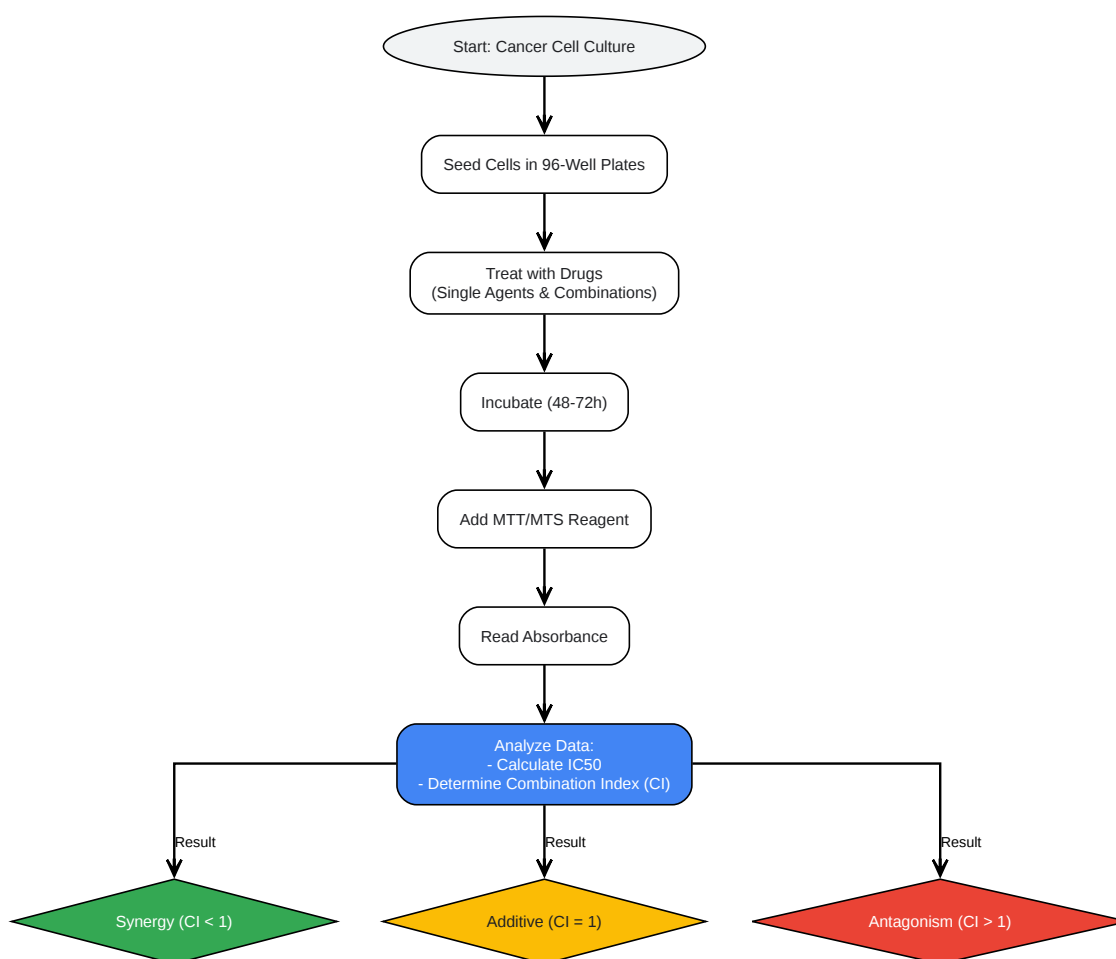 Start: Cancer Cell Culture
Seed Cells in 96-Well Plates
Treat with Drugs
(Single Agents & Combinations)
Incubate (48-72h)
Add MTT/MTS Reagent
Read Absorbance
Analyze Data:
- Calculate IC50
- Determine Combination Index (CI)
Result
Result
Result
Synergy (CI < 1)
Additive (CI = 1)
Antagonism (CI > 1)